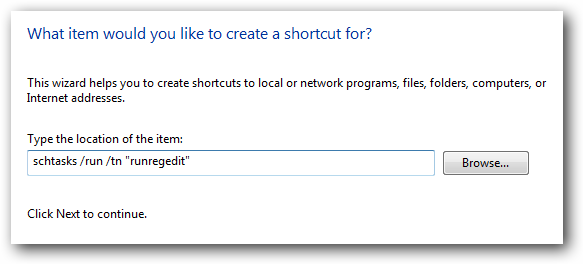 What item would you like to create a shortcut for?
This wizard helps you to create shortcuts to local or network programs, files, folders, computers, or
Internet addresses.
Type the location of the item:
schtasks /run /tn "runregedit"
Browse...
Click Next to continue.